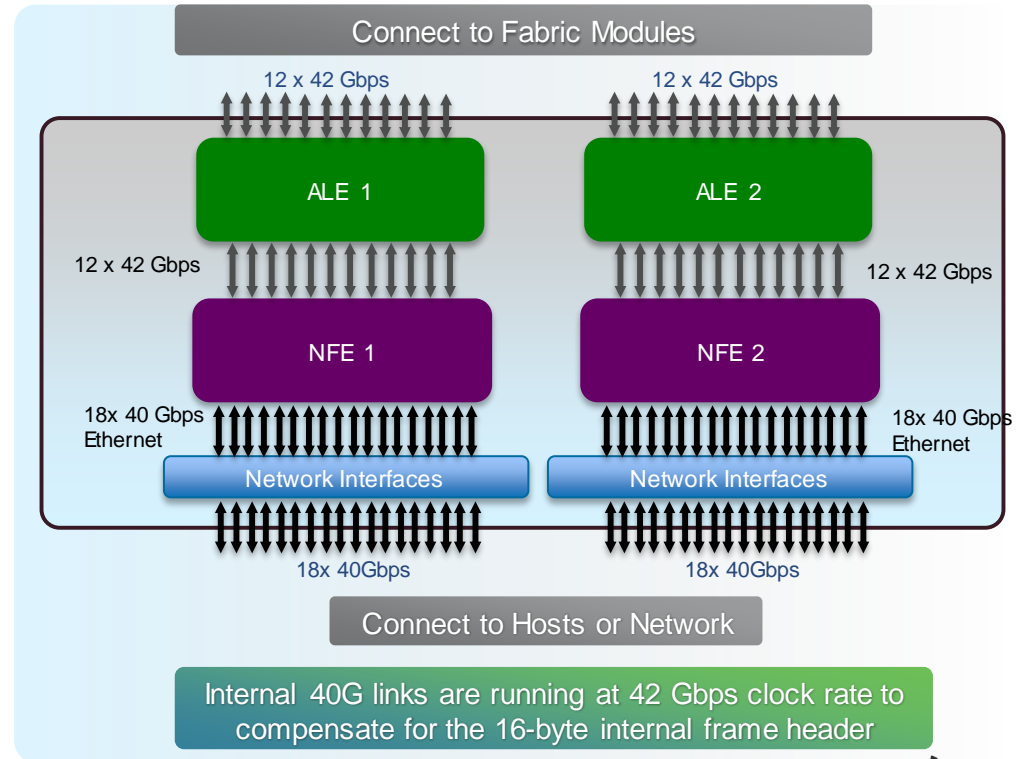 Connect to Fabric Modules
12 x 42 Gbps
12 x 42 Gbps
ALE 1
ALE 2
12 x 42 Gbps
12 x 42 Gbps
NFE 1
NFE 2
18x 40 Gbps
Ethernet
18x 40 Gbps
Ethernet
Network Interfaces
Network Interfaces
18x 40Gbps
18x 40Gbps
Connect to Hosts or Network
Internal 40G links are running at 42 Gbps clock rate to
compensate for the 16-byte internal frame header